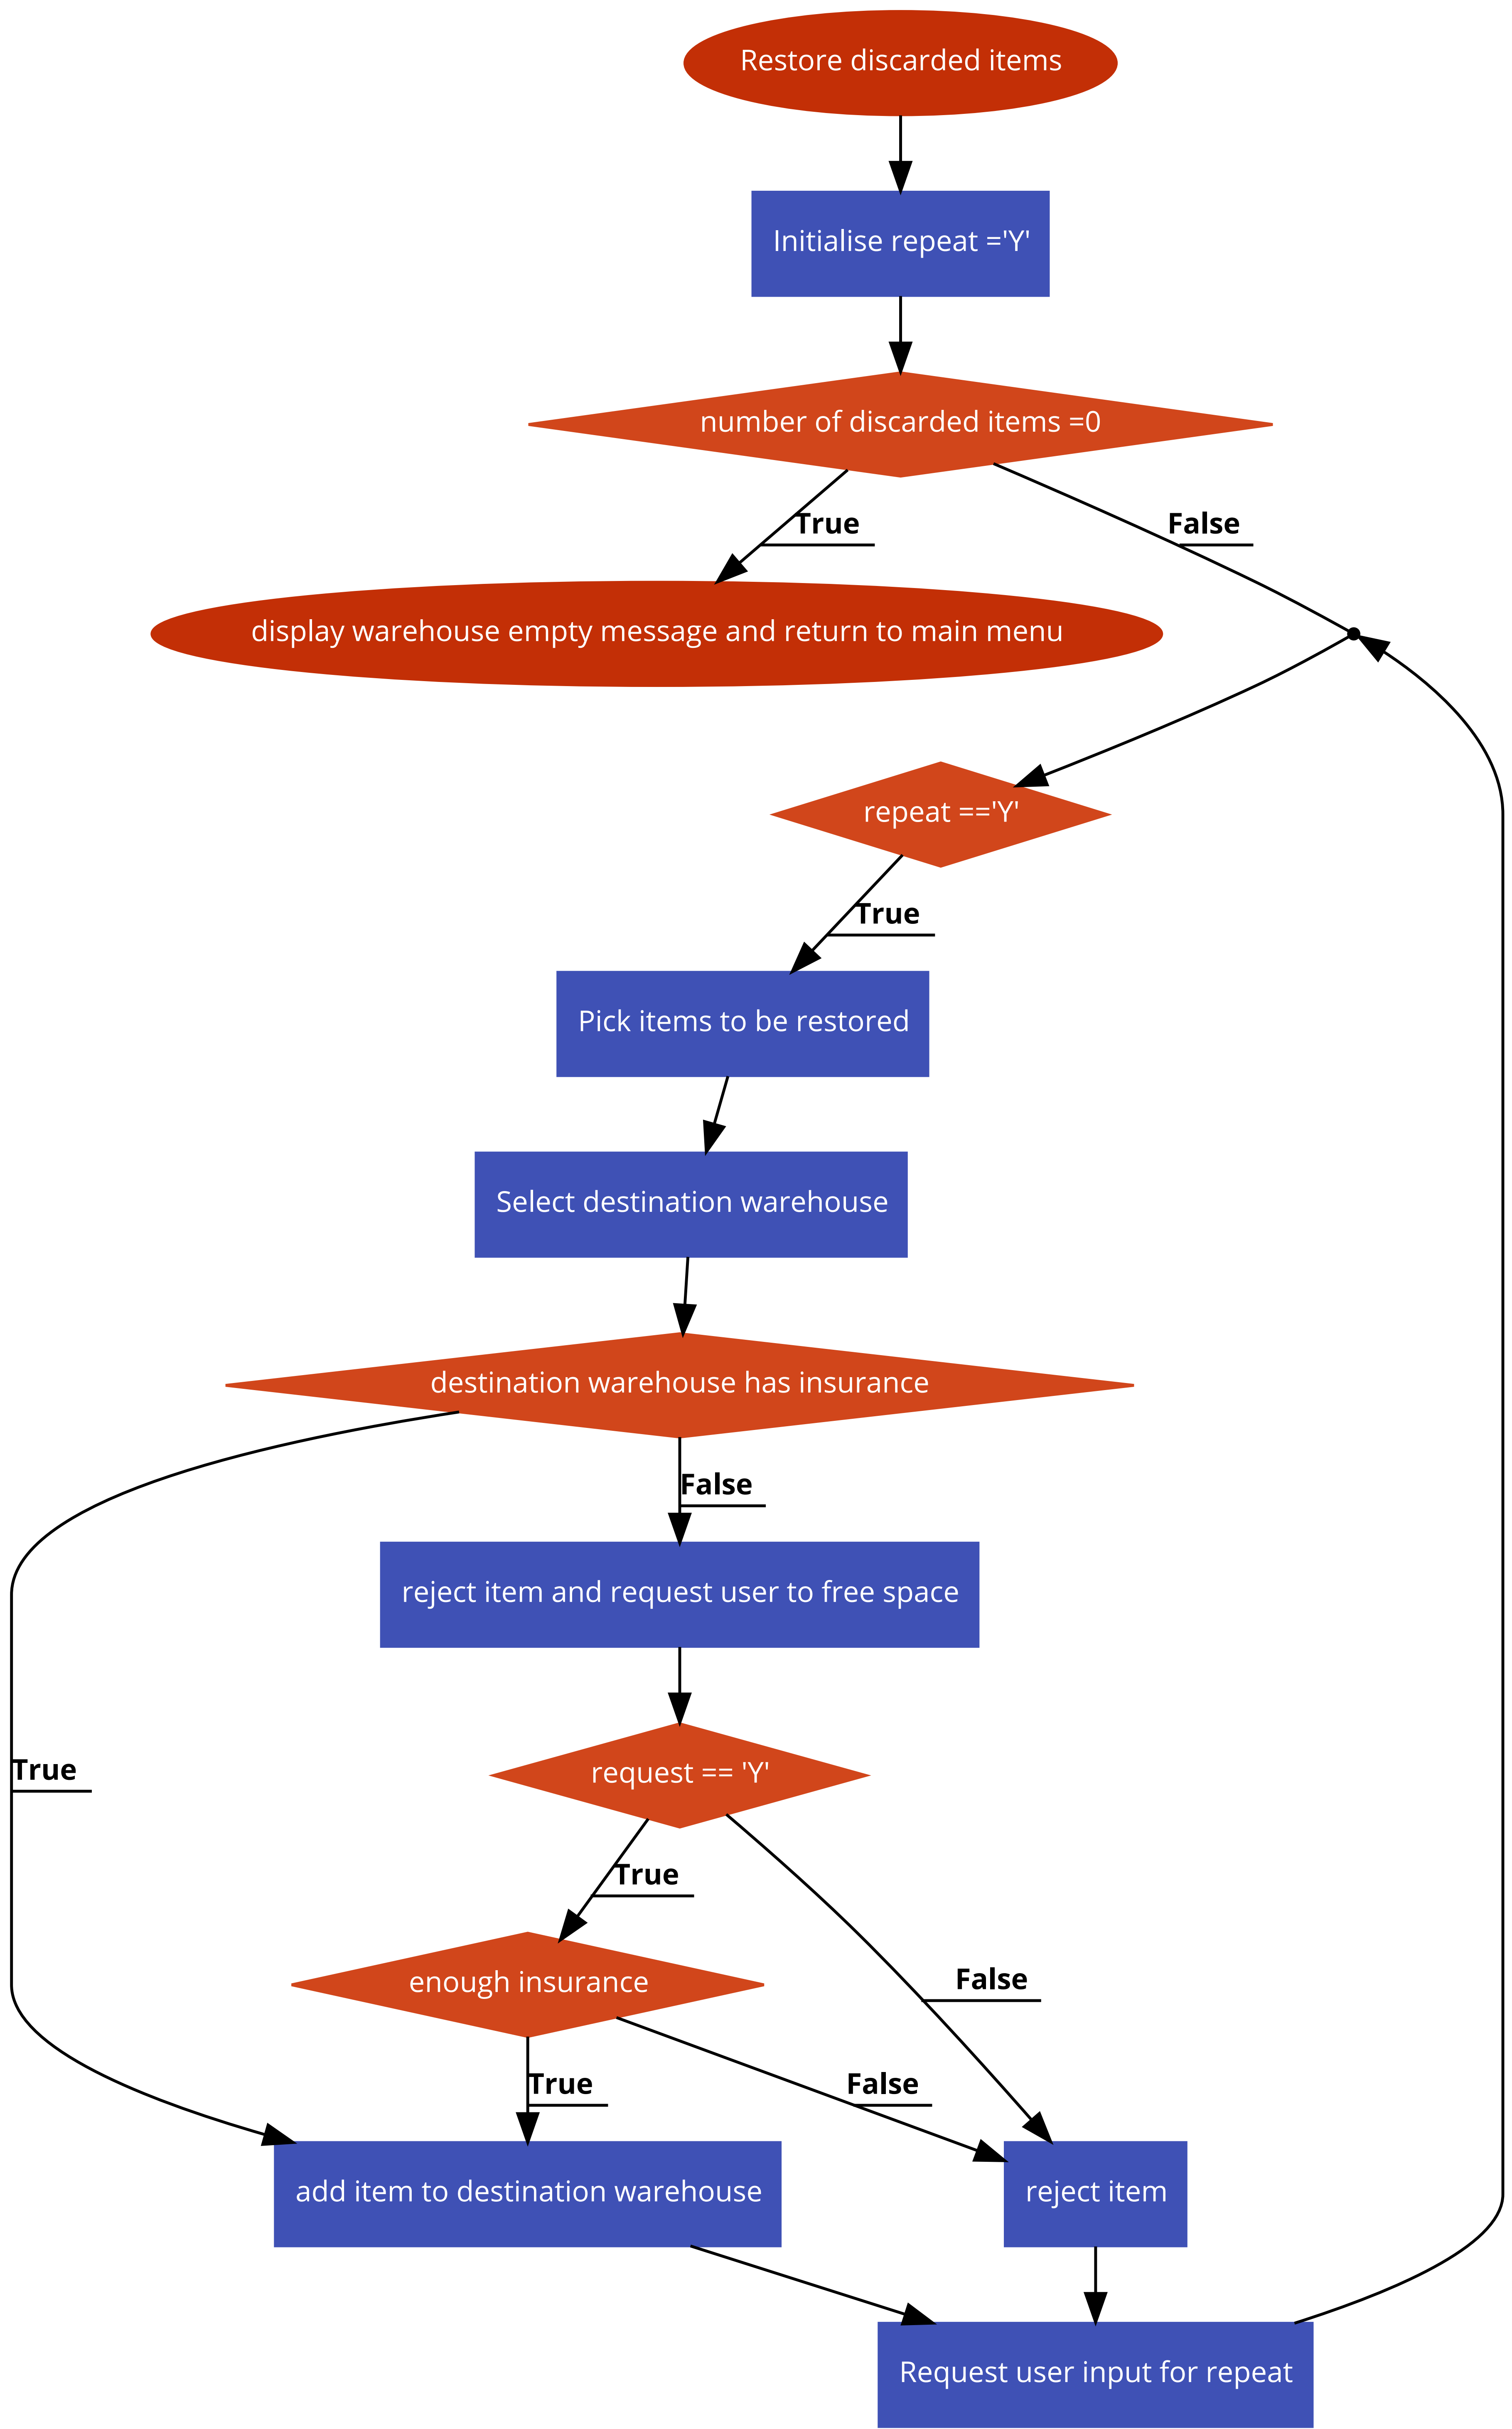 Restore discarded items
Initialise repeat ='Y'
number of discarded items =0
True
False
display warehouse empty message and return to main menu
repeat =='Y'
True
Pick items to be restored
Select destination warehouse
destination warehouse has insurance
False
reject item and request user to free space
True
request == 'Y'
True
False
enough insurance
True
False
add item to destination warehouse
reject item
Request user input for repeat